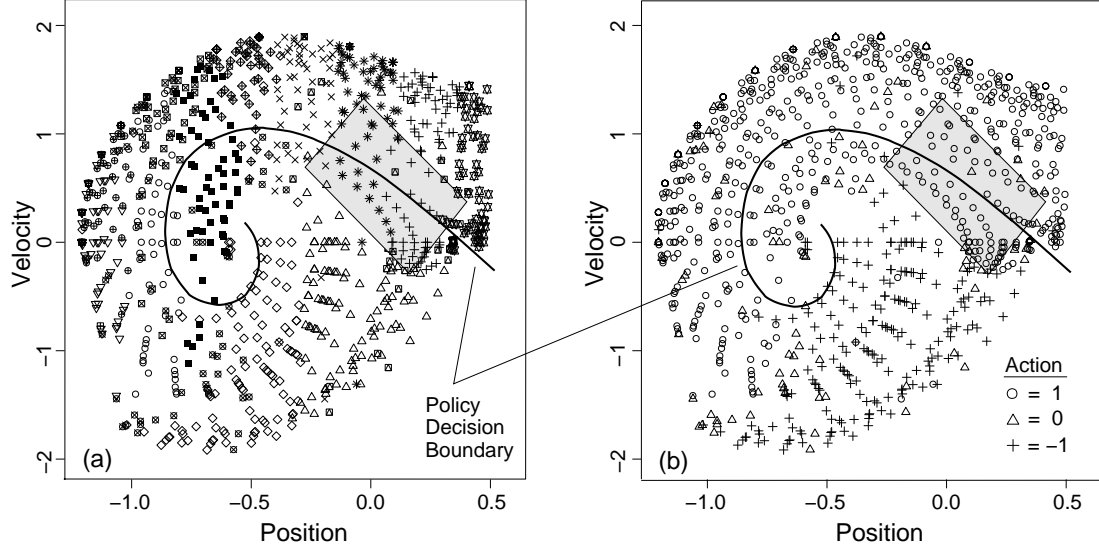 2
1
0
-1
-2
Velocity
(a)
Policy
Decision
Boundary
-1.0 -0.5 0.0 0.5
Position
2
1
0
-1
-2
Velocity
(b)
Action
= 1
= 0
= -1
-1.0 -0.5 0.0 0.5
Position